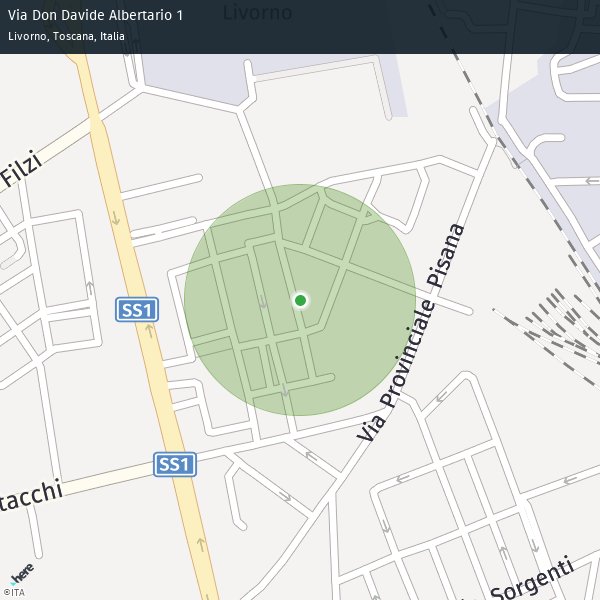 Via Don Davide Albertario 1
Livorno, Toscana, Italia
Livorno
Filzi
SS1
Via Provinciale Pisana
SS1
tacchi
Sorgenti
here
©ITA